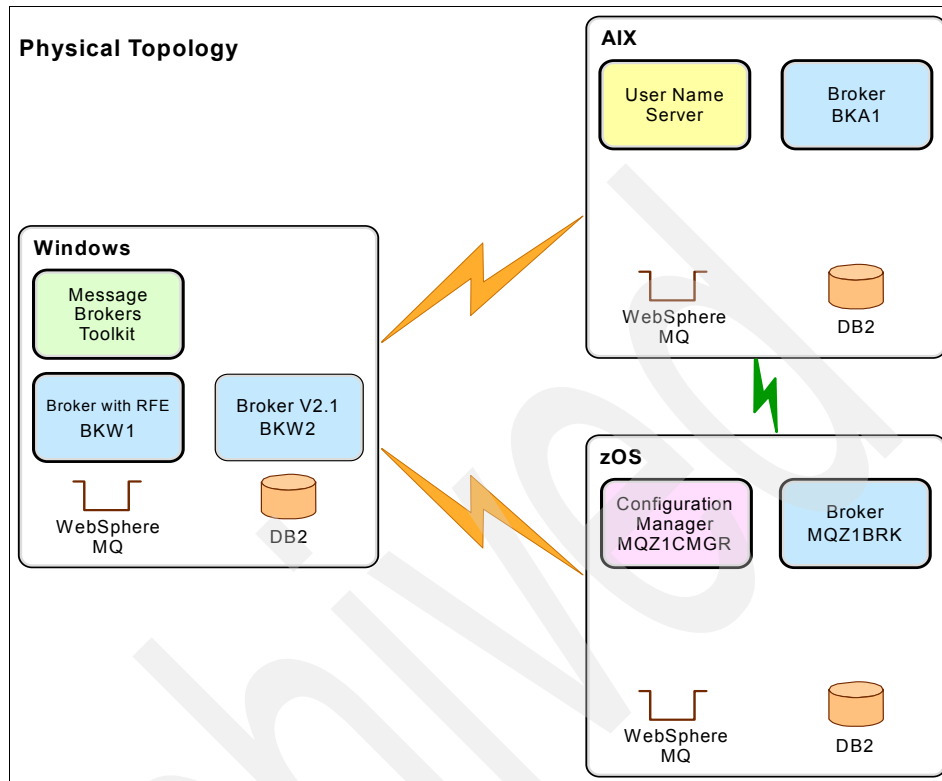 Physical Topology
AIX
User Name
Server
Broker
BKA1
WebSphere
MQ
DB2
Windows
Message
Brokers
Toolkit
Broker with RFE
BKW1
Broker V2.1
BKW2
WebSphere
MQ
DB2
zOS
Configuration
Manager
MQZ1CMGR
Broker
MQZ1BRK
WebSphere
MQ
DB2